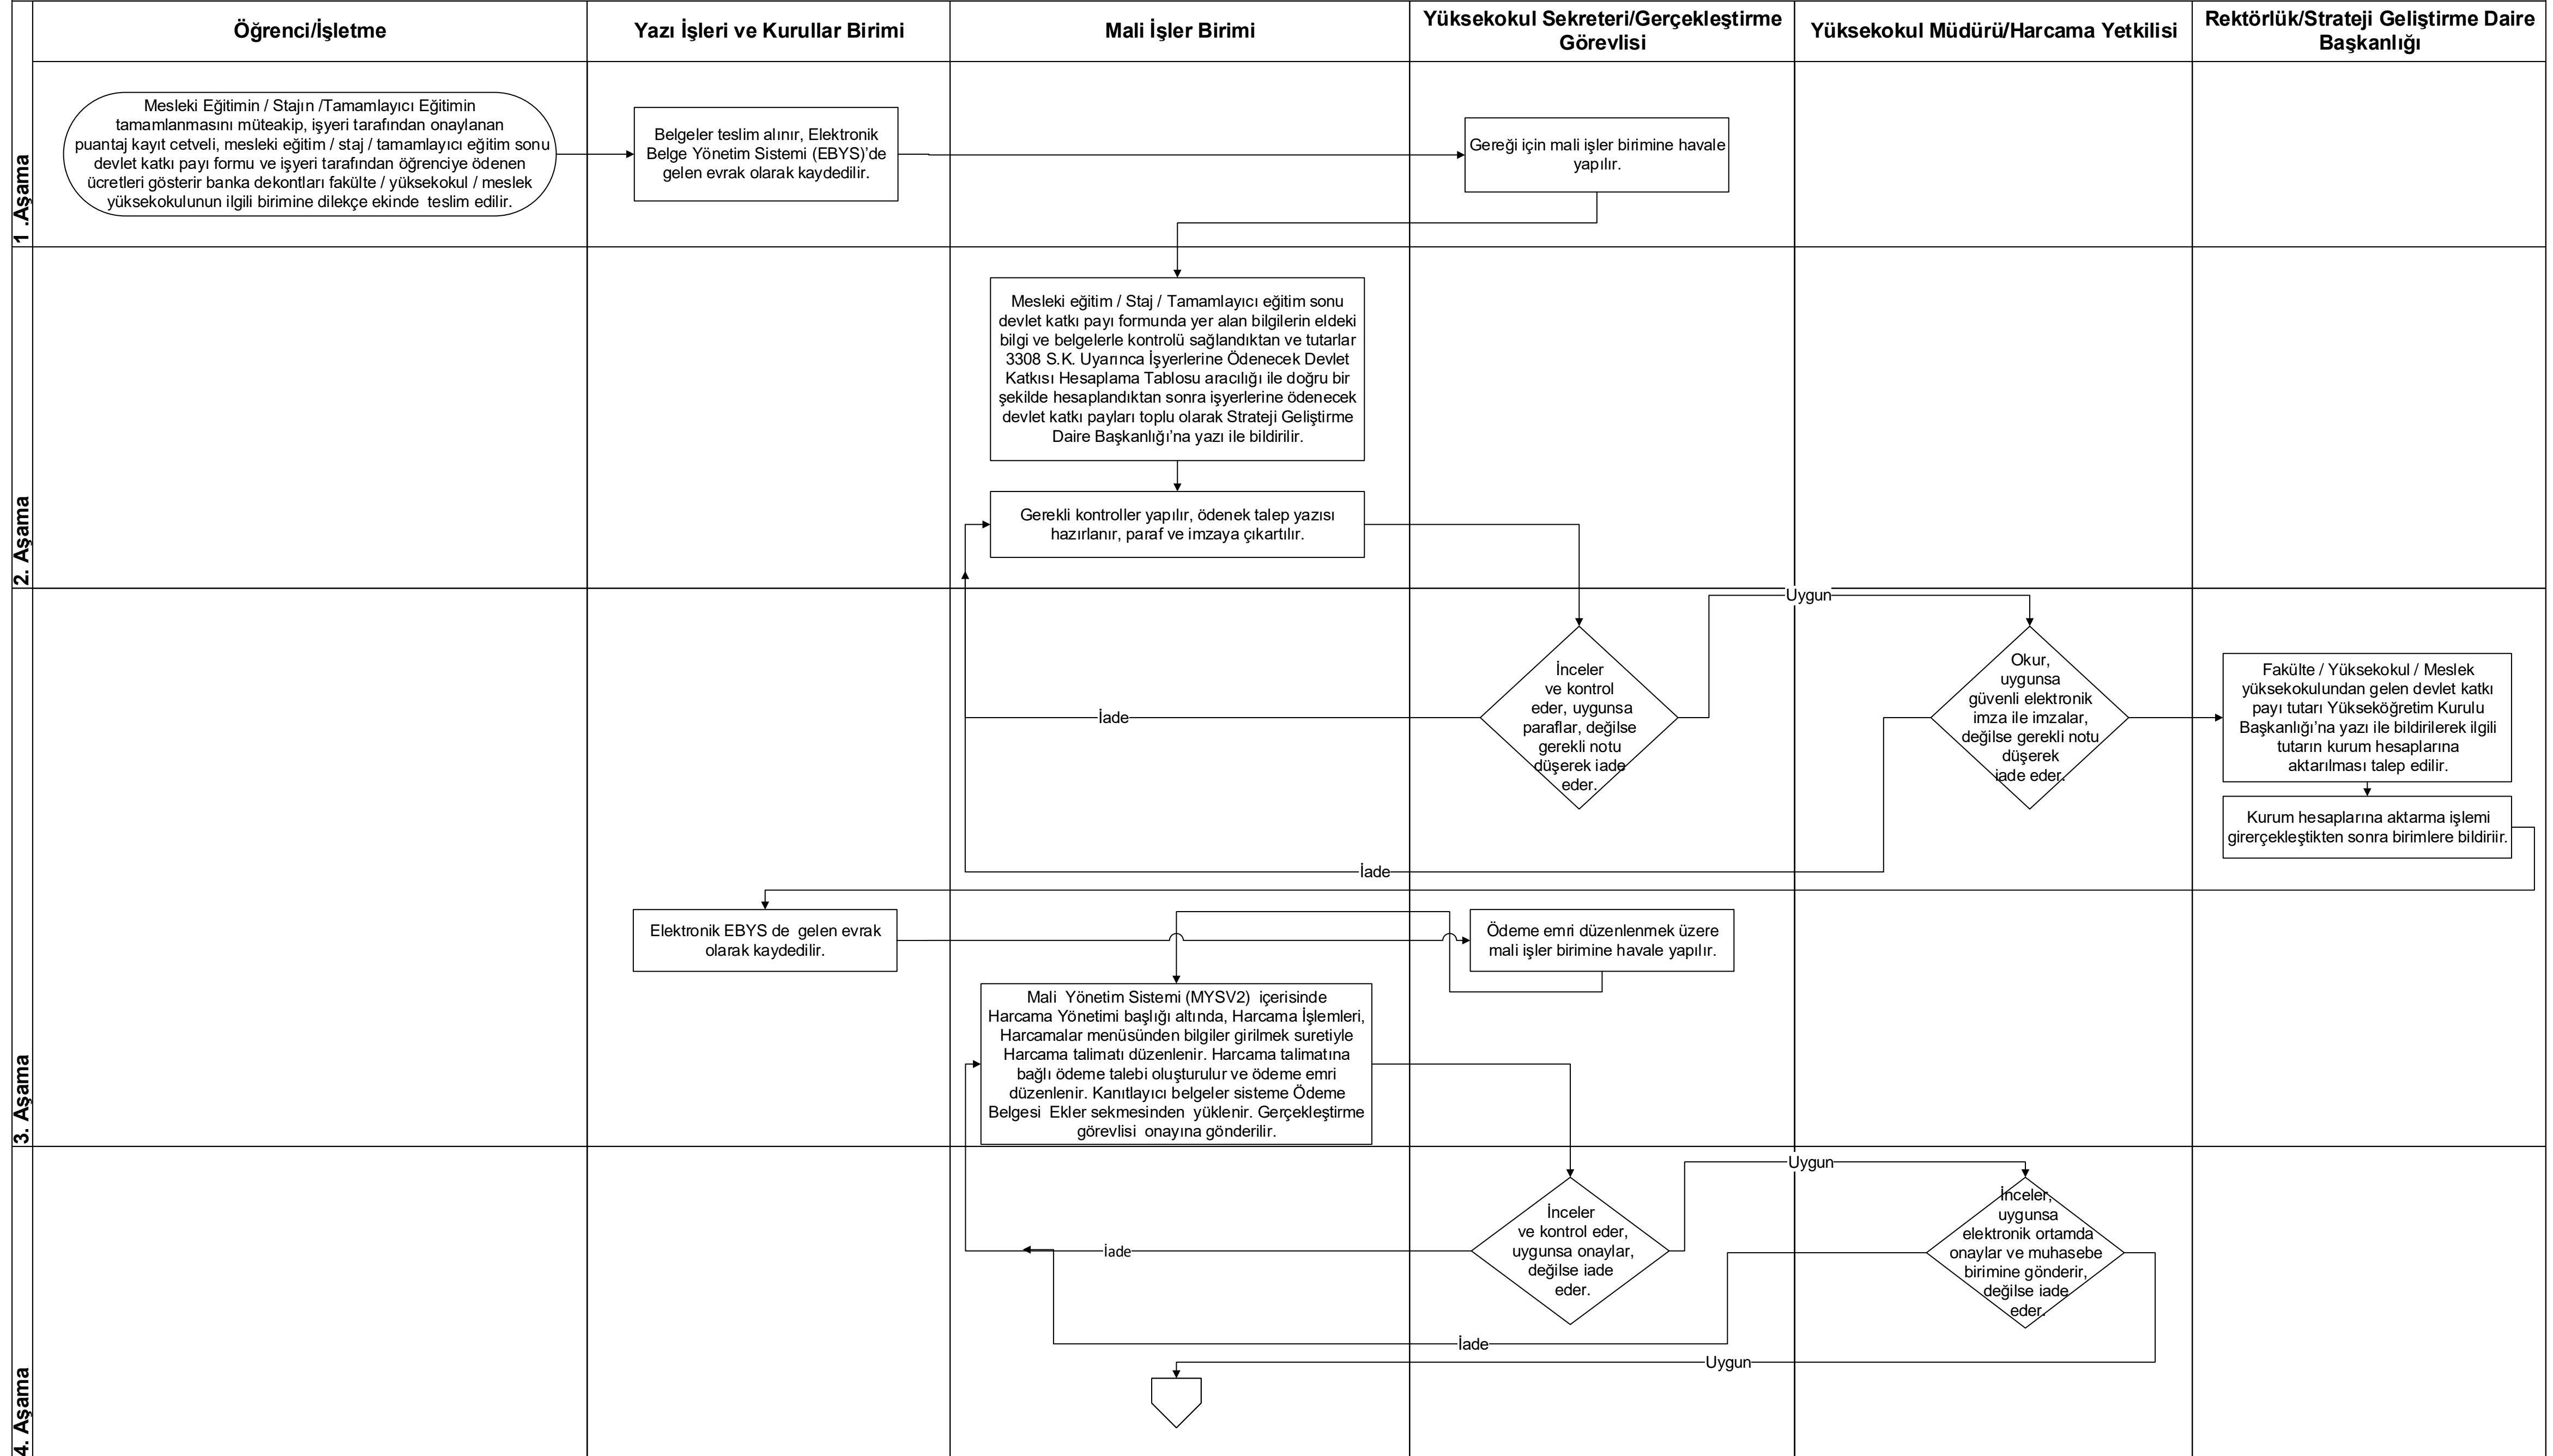 Öğrenci/İşletme
Yazı İşleri ve Kurullar Birimi
Mali İşler Birimi
Yüksekokul Sekreteri/Gerçekleştirme
Görevlisi
Yüksekokul Müdürü/Harcama Yetkilisi
Rektörlük/Strateji Geliştirme Daire
Başkanlığı
1 .Aşama
Mesleki Eğitimin / Stajın /Tamamlayıcı Eğitimin
tamamlanmasını müteakip, işyeri tarafından onaylanan
puantaj kayıt cetveli, mesleki eğitim / staj / tamamlayıcı eğitim sonu
devlet katkı payı formu ve işyeri tarafından öğrenciye ödenen
ücretleri gösterir banka dekontları fakülte / yüksekokul / meslek
yüksekokulunun ilgili birimine dilekçe ekinde  teslim edilir.
Belgeler teslim alınır, Elektronik
Belge Yönetim Sistemi (EBYS)’de
gelen evrak olarak kaydedilir.
Gereği için mali işler birimine havale
yapılır.
2. Aşama
Mesleki eğitim / Staj / Tamamlayıcı eğitim sonu
devlet katkı payı formunda yer alan bilgilerin eldeki
bilgi ve belgelerle kontrolü sağlandıktan ve tutarlar
3308 S.K. Uyarınca İşyerlerine Ödenecek Devlet
Katkısı Hesaplama Tablosu aracılığı ile doğru bir
şekilde hesaplandıktan sonra işyerlerine ödenecek
devlet katkı payları toplu olarak Strateji Geliştirme
Daire Başkanlığı’na yazı ile bildirilir.
Gerekli kontroller yapılır, ödenek talep yazısı
hazırlanır, paraf ve imzaya çıkartılır.
3. Aşama
Uygun
İnceler
ve kontrol
eder, uygunsa
paraflar, değilse
gerekli notu
düşerek iade
eder.
İade
Okur,
uygunsa
güvenli elektronik
imza ile imzalar,
değilse gerekli notu
düşerek
iade eder.
Fakülte / Yüksekokul / Meslek
yüksekokulundan gelen devlet katkı
payı tutarı Yükseköğretim Kurulu
Başkanlığı’na yazı ile bildirilerek ilgili
tutarın kurum hesaplarına
aktarılması talep edilir.
Kurum hesaplarına aktarma işlemi
girerçekleştikten sonra birimlere bildiriir.
İade
Elektronik EBYS de  gelen evrak
olarak kaydedilir.
Ödeme emri düzenlenmek üzere
mali işler birimine havale yapılır.
Mali  Yönetim Sistemi (MYSV2)  içerisinde
Harcama Yönetimi başlığı altında, Harcama İşlemleri,
Harcamalar menüsünden bilgiler girilmek suretiyle
Harcama talimatı düzenlenir. Harcama talimatına
bağlı ödeme talebi oluşturulur ve ödeme emri
düzenlenir. Kanıtlayıcı belgeler sisteme Ödeme
Belgesi  Ekler sekmesinden  yüklenir. Gerçekleştirme
görevlisi  onayına gönderilir.
4. Aşama
Uygun
İnceler
ve kontrol eder,
uygunsa onaylar,
değilse iade
eder.
İade
İnceler,
uygunsa
elektronik ortamda
onaylar ve muhasebe
birimine gönderir,
değilse iade
eder.
İade
Uygun